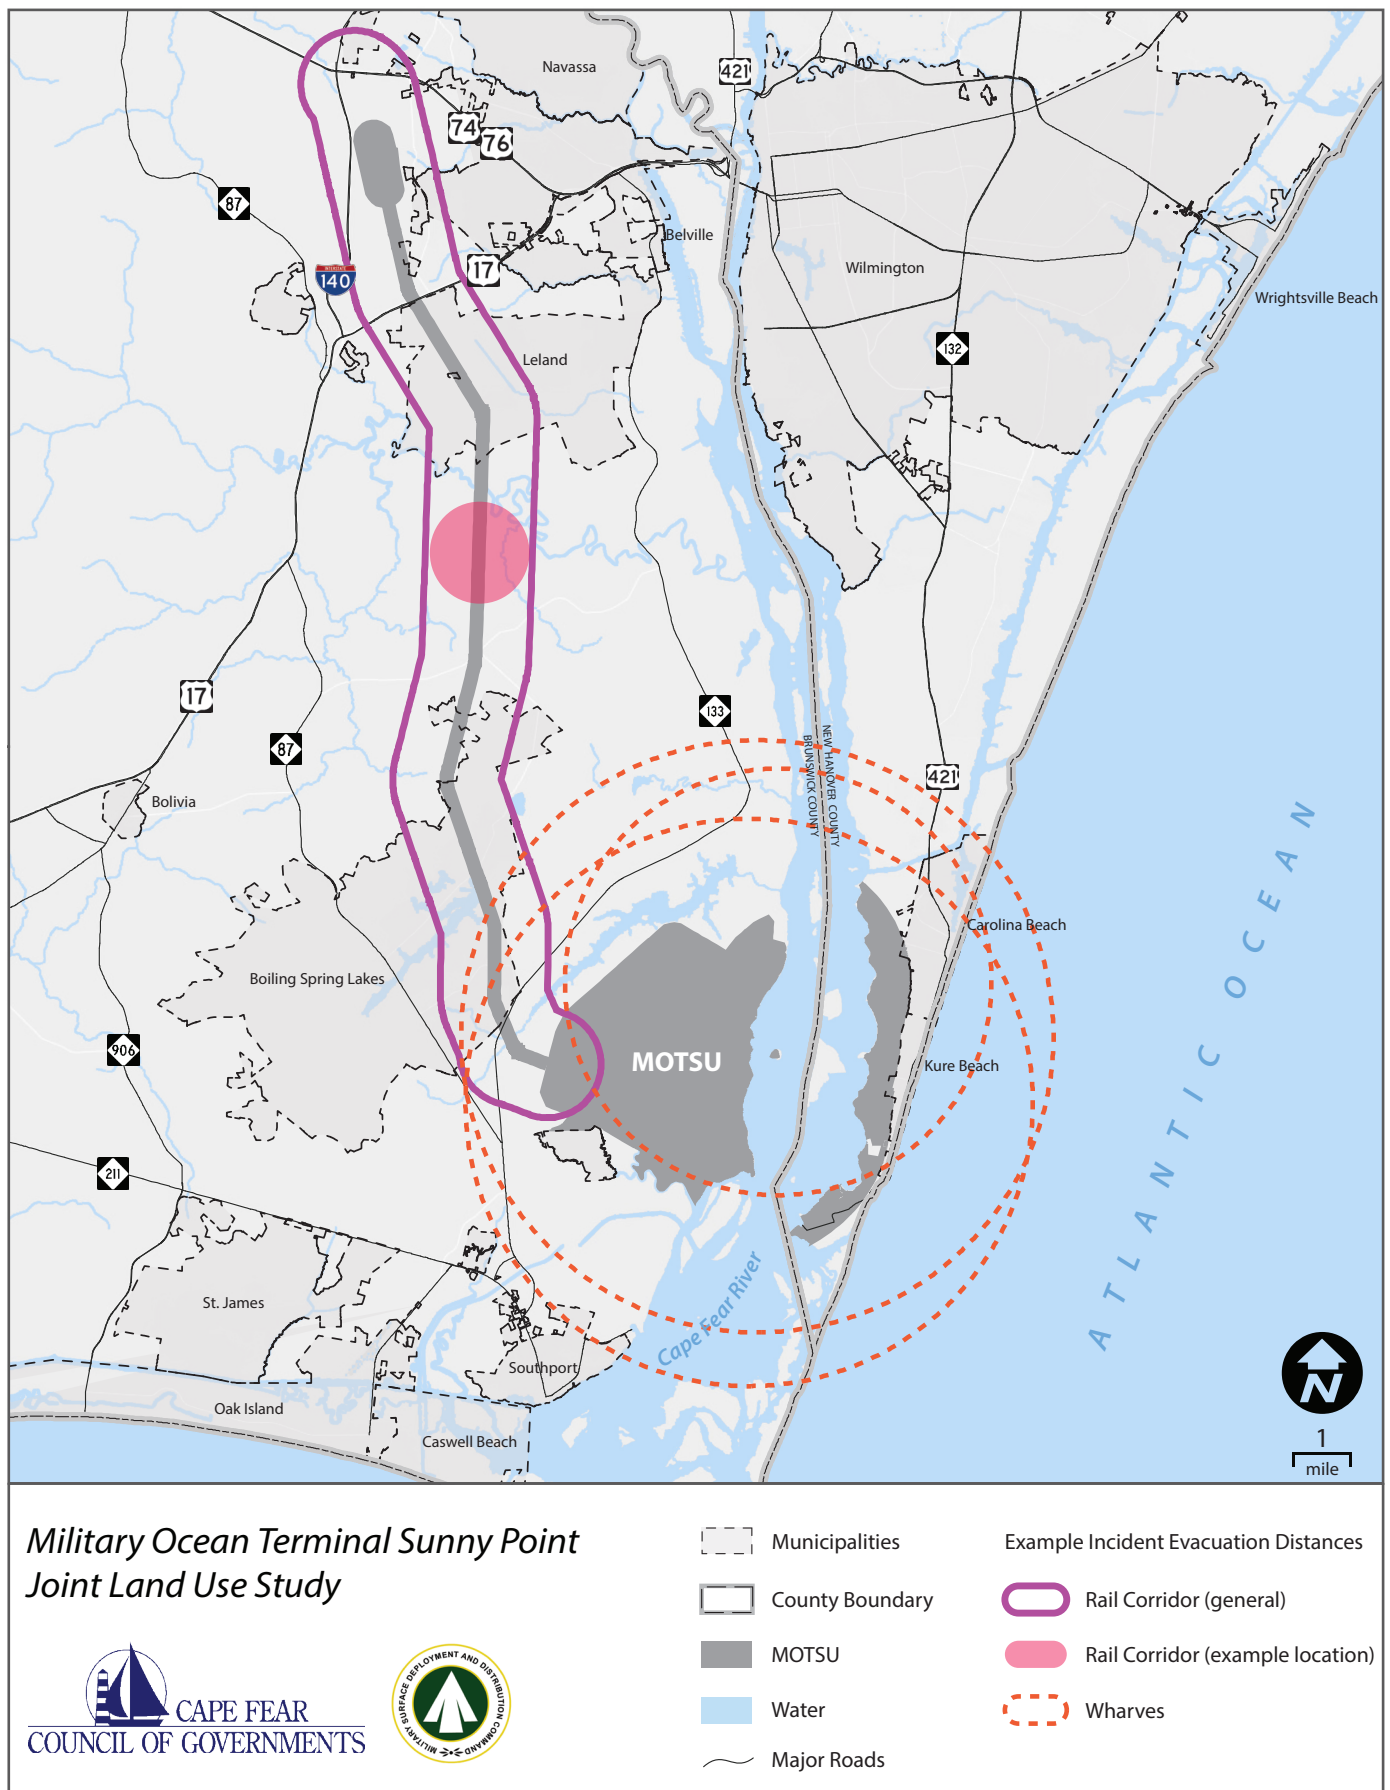 Navassa
421
74
76
87
Belville
17
INTERSTATE
140
Wilmington
Wrightsville Beach
132
Leland
17
133
87
NEW HANOVER COUNTY
BRUNSWICK COUNTY
421
Bolivia
ATLANTIC OCEAN
Carolina Beach
Boiling Spring Lakes
906
MOTSU
Kure Beach
211
St. James
Cape Fear River
Southport
Oak Island
Caswell Beach
N
1
mile
Military Ocean Terminal Sunny Point
Joint Land Use Study
CAPE FEAR
COUNCIL OF GOVERNMENTS
MILITARY SURFACE DEPLOYMENT AND DISTRIBUTION COMMAND
Municipalities
County Boundary
MOTSU
Water
Major Roads
Example Incident Evacuation Distances
Rail Corridor (general)
Rail Corridor (example location)
Wharves